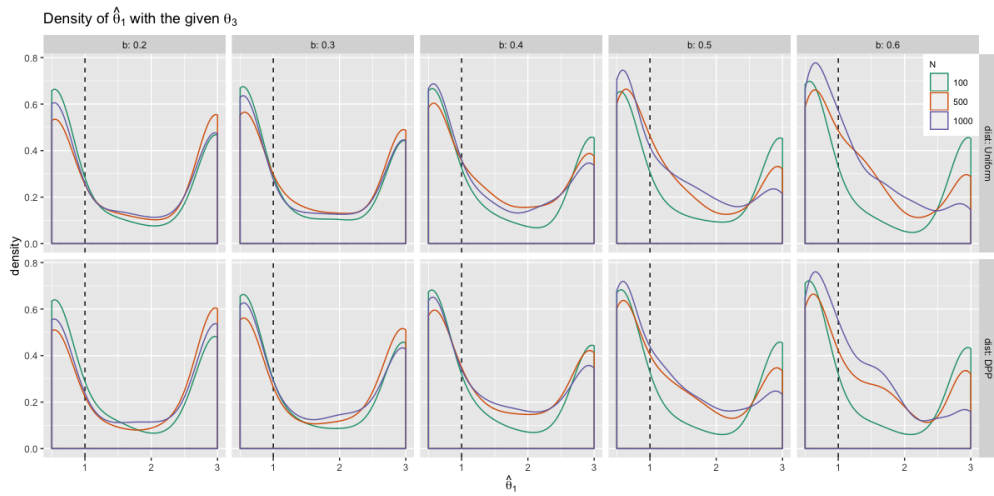 Density of θ̂₁ with the given θ₃
b: 0.2 b: 0.3 b: 0.4 b: 0.5 b: 0.6
N
100
500
1000
0.8
0.6
0.4
0.2
0.0
dist: Uniform
density
0.8
0.6
0.4
0.2
0.0
dist: DPP
1 2 3 1 2 3 1 2 3 1 2 3 1 2 3
θ̂₁